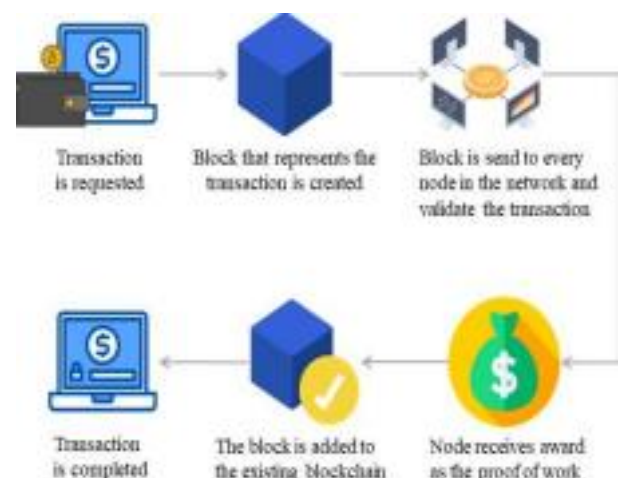 Transaction
is requested
Block that represents the
transaction is created
Block is send to every
node in the network and
validate the transaction
Transaction
is completed
The block is added to
the existing blockchain
Node receives award
as the proof of work